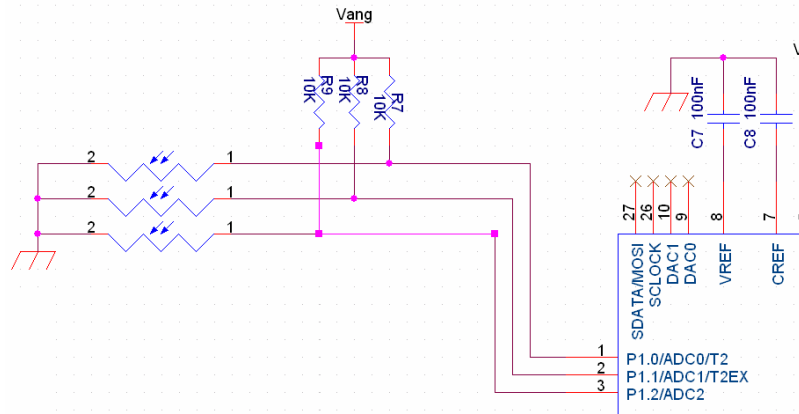 Vang
V
R9
10K
R8
10K
R7
10K
C7 100nF
C8 100nF
2 1
2 1
2 1
27
26
10
9
8
7
SDATA/MOSI
SCLOCK
DAC1
DAC0
VREF
CREF
1 P1.0/ADC0/T2
2 P1.1/ADC1/T2EX
3 P1.2/ADC2